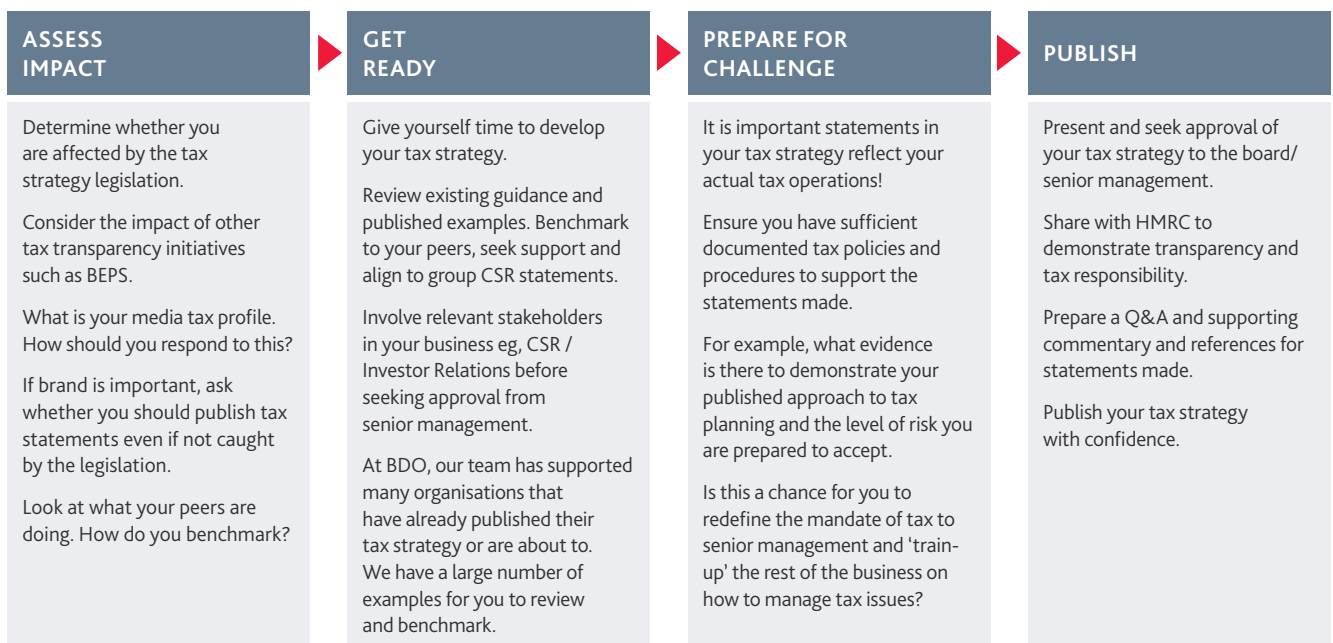 ASSESS
IMPACT
Determine whether you
are affected by the tax
strategy legislation.
Consider the impact of other
tax transparency initiatives
such as BEPS.
What is your media tax profile.
How should you respond to this?
If brand is important, ask
whether you should publish tax
statements even if not caught
by the legislation.
Look at what your peers are
doing. How do you benchmark?
GET
READY
Give yourself time to develop
your tax strategy.
Review existing guidance and
published examples. Benchmark
to your peers, seek support and
align to group CSR statements.
Involve relevant stakeholders
in your business eg, CSR /
Investor Relations before
seeking approval from
senior management.
At BDO, our team has supported
many organisations that
have already published their
tax strategy or are about to.
We have a large number of
examples for you to review
and benchmark.
PREPARE FOR
CHALLENGE
It is important statements in
your tax strategy reflect your
actual tax operations!
Ensure you have sufficient
documented tax policies and
procedures to support the
statements made.
For example, what evidence
is there to demonstrate your
published approach to tax
planning and the level of risk you
are prepared to accept.
Is this a chance for you to
redefine the mandate of tax to
senior management and ‘train-
up’ the rest of the business on
how to manage tax issues?
PUBLISH
Present and seek approval of
your tax strategy to the board/
senior management.
Share with HMRC to
demonstrate transparency and
tax responsibility.
Prepare a Q&A and supporting
commentary and references for
statements made.
Publish your tax strategy
with confidence.